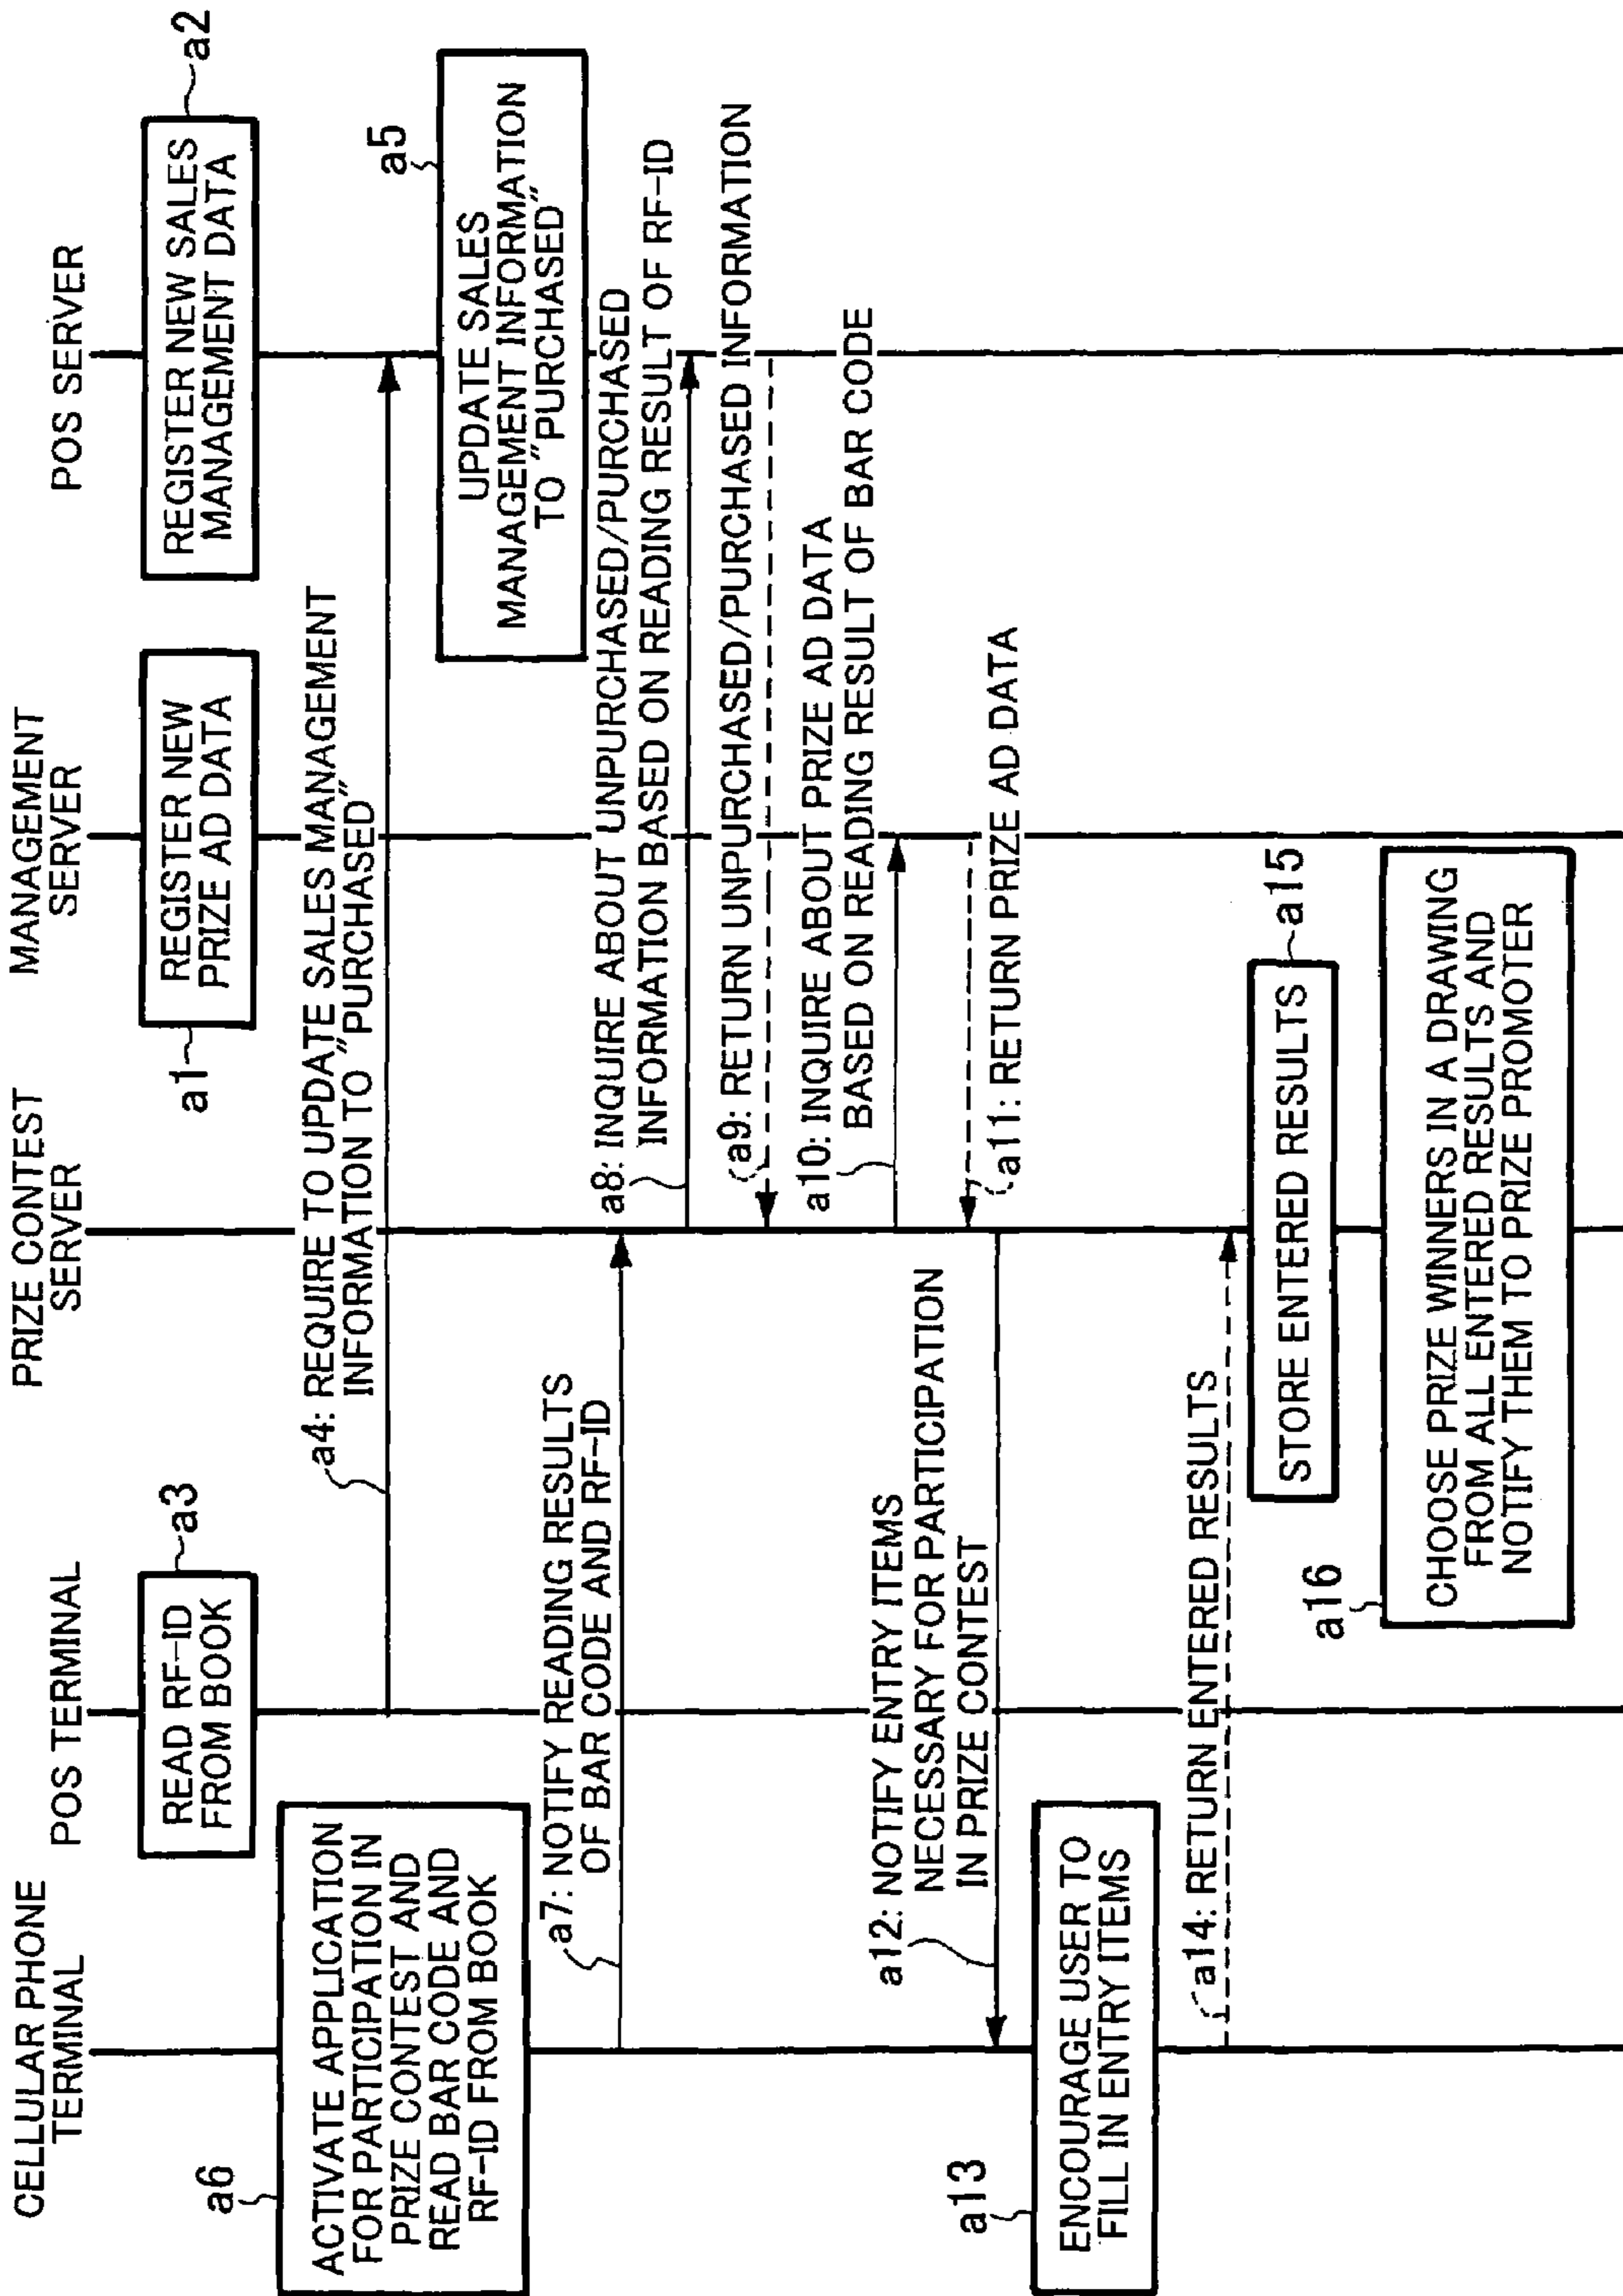 CELLULAR PHONE
TERMINAL
POS TERMINAL
PRIZE CONTEST
SERVER
MANAGEMENT
SERVER
POS SERVER
REGISTER NEW
PRIZE AD DATA
a1
REGISTER NEW SALES
MANAGEMENT DATA
a2
READ RF-ID
FROM BOOK
a3
a4: REQUIRE TO UPDATE SALES MANAGEMENT
INFORMATION TO "PURCHASED"
a5
UPDATE SALES
MANAGEMENT INFORMATION
TO "PURCHASED"
a6
ACTIVATE APPLICATION
FOR PARTICIPATION IN
PRIZE CONTEST AND
READ BAR CODE AND
RF-ID FROM BOOK
a7: NOTIFY READING RESULTS
OF BAR CODE AND RF-ID
a8: INQUIRE ABOUT UNPURCHASED/PURCHASED
INFORMATION BASED ON READING RESULT OF RF-ID
a9: RETURN UNPURCHASED/PURCHASED INFORMATION
a10: INQUIRE ABOUT PRIZE AD DATA
BASED ON READING RESULT OF BAR CODE
a11: RETURN PRIZE AD DATA
a12: NOTIFY ENTRY ITEMS
NECESSARY FOR PARTICIPATION
IN PRIZE CONTEST
a13
ENCOURAGE USER TO
FILL IN ENTRY ITEMS
a14: RETURN ENTERED RESULTS
STORE ENTERED RESULTS
a15
a16
CHOOSE PRIZE WINNERS IN A DRAWING
FROM ALL ENTERED RESULTS AND
NOTIFY THEM TO PRIZE PROMOTER